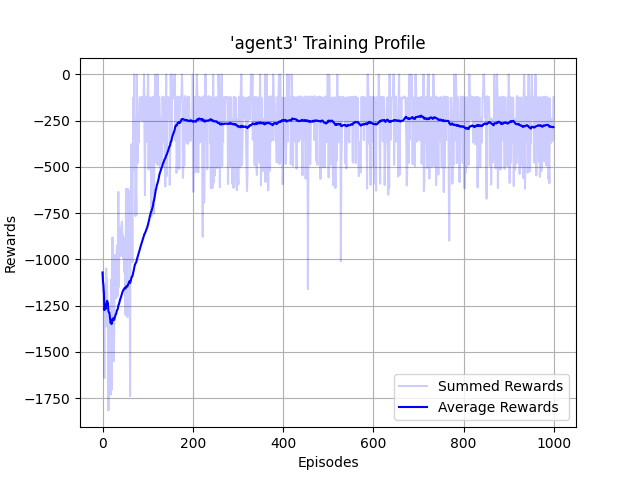 'agent3' Training Profile
0
−250
−500
−750
−1000
−1250
−1500
−1750
Rewards
0
200
400
600
800
1000
Episodes
Summed Rewards
Average Rewards